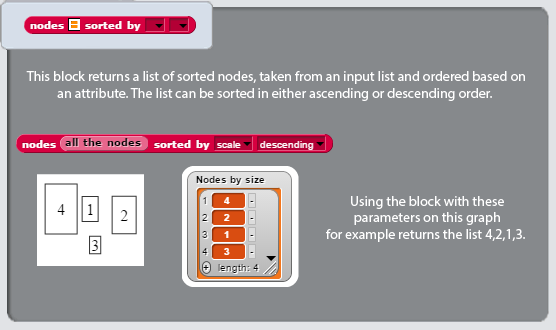 nodes sorted by
This block returns a list of sorted nodes, taken from an input list and ordered based on
an attribute. The list can be sorted in either ascending or descending order.
nodes all the nodes sorted by scale descending
4 1 2
3
Nodes by size
1 4 -
2 2 -
3 1 -
4 3 -
+ length: 4
Using the block with these
parameters on this graph
for example returns the list 4,2,1,3.